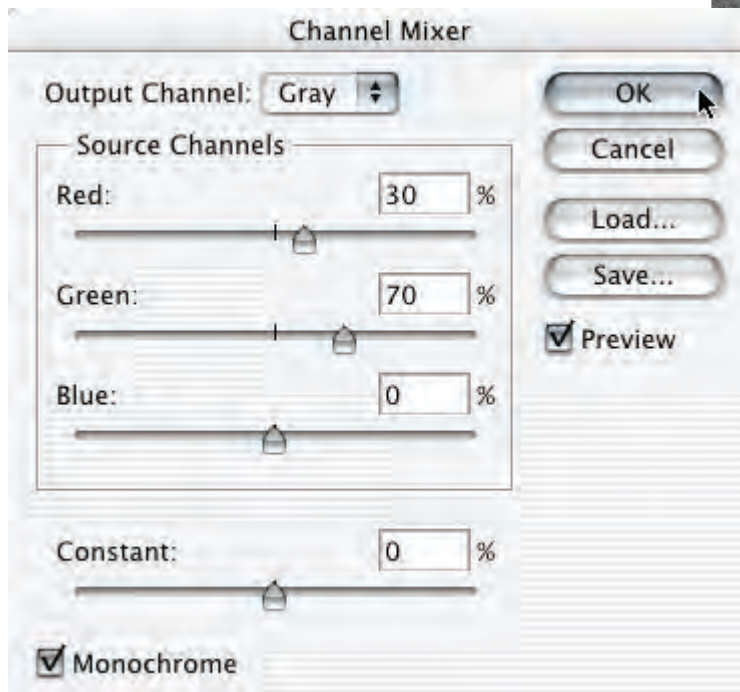 Channel Mixer
Output Channel: Gray
OK
Cancel
Load...
Save...
Preview
Source Channels
Red: 30 %
Green: 70 %
Blue: 0 %
Constant: 0 %
Monochrome